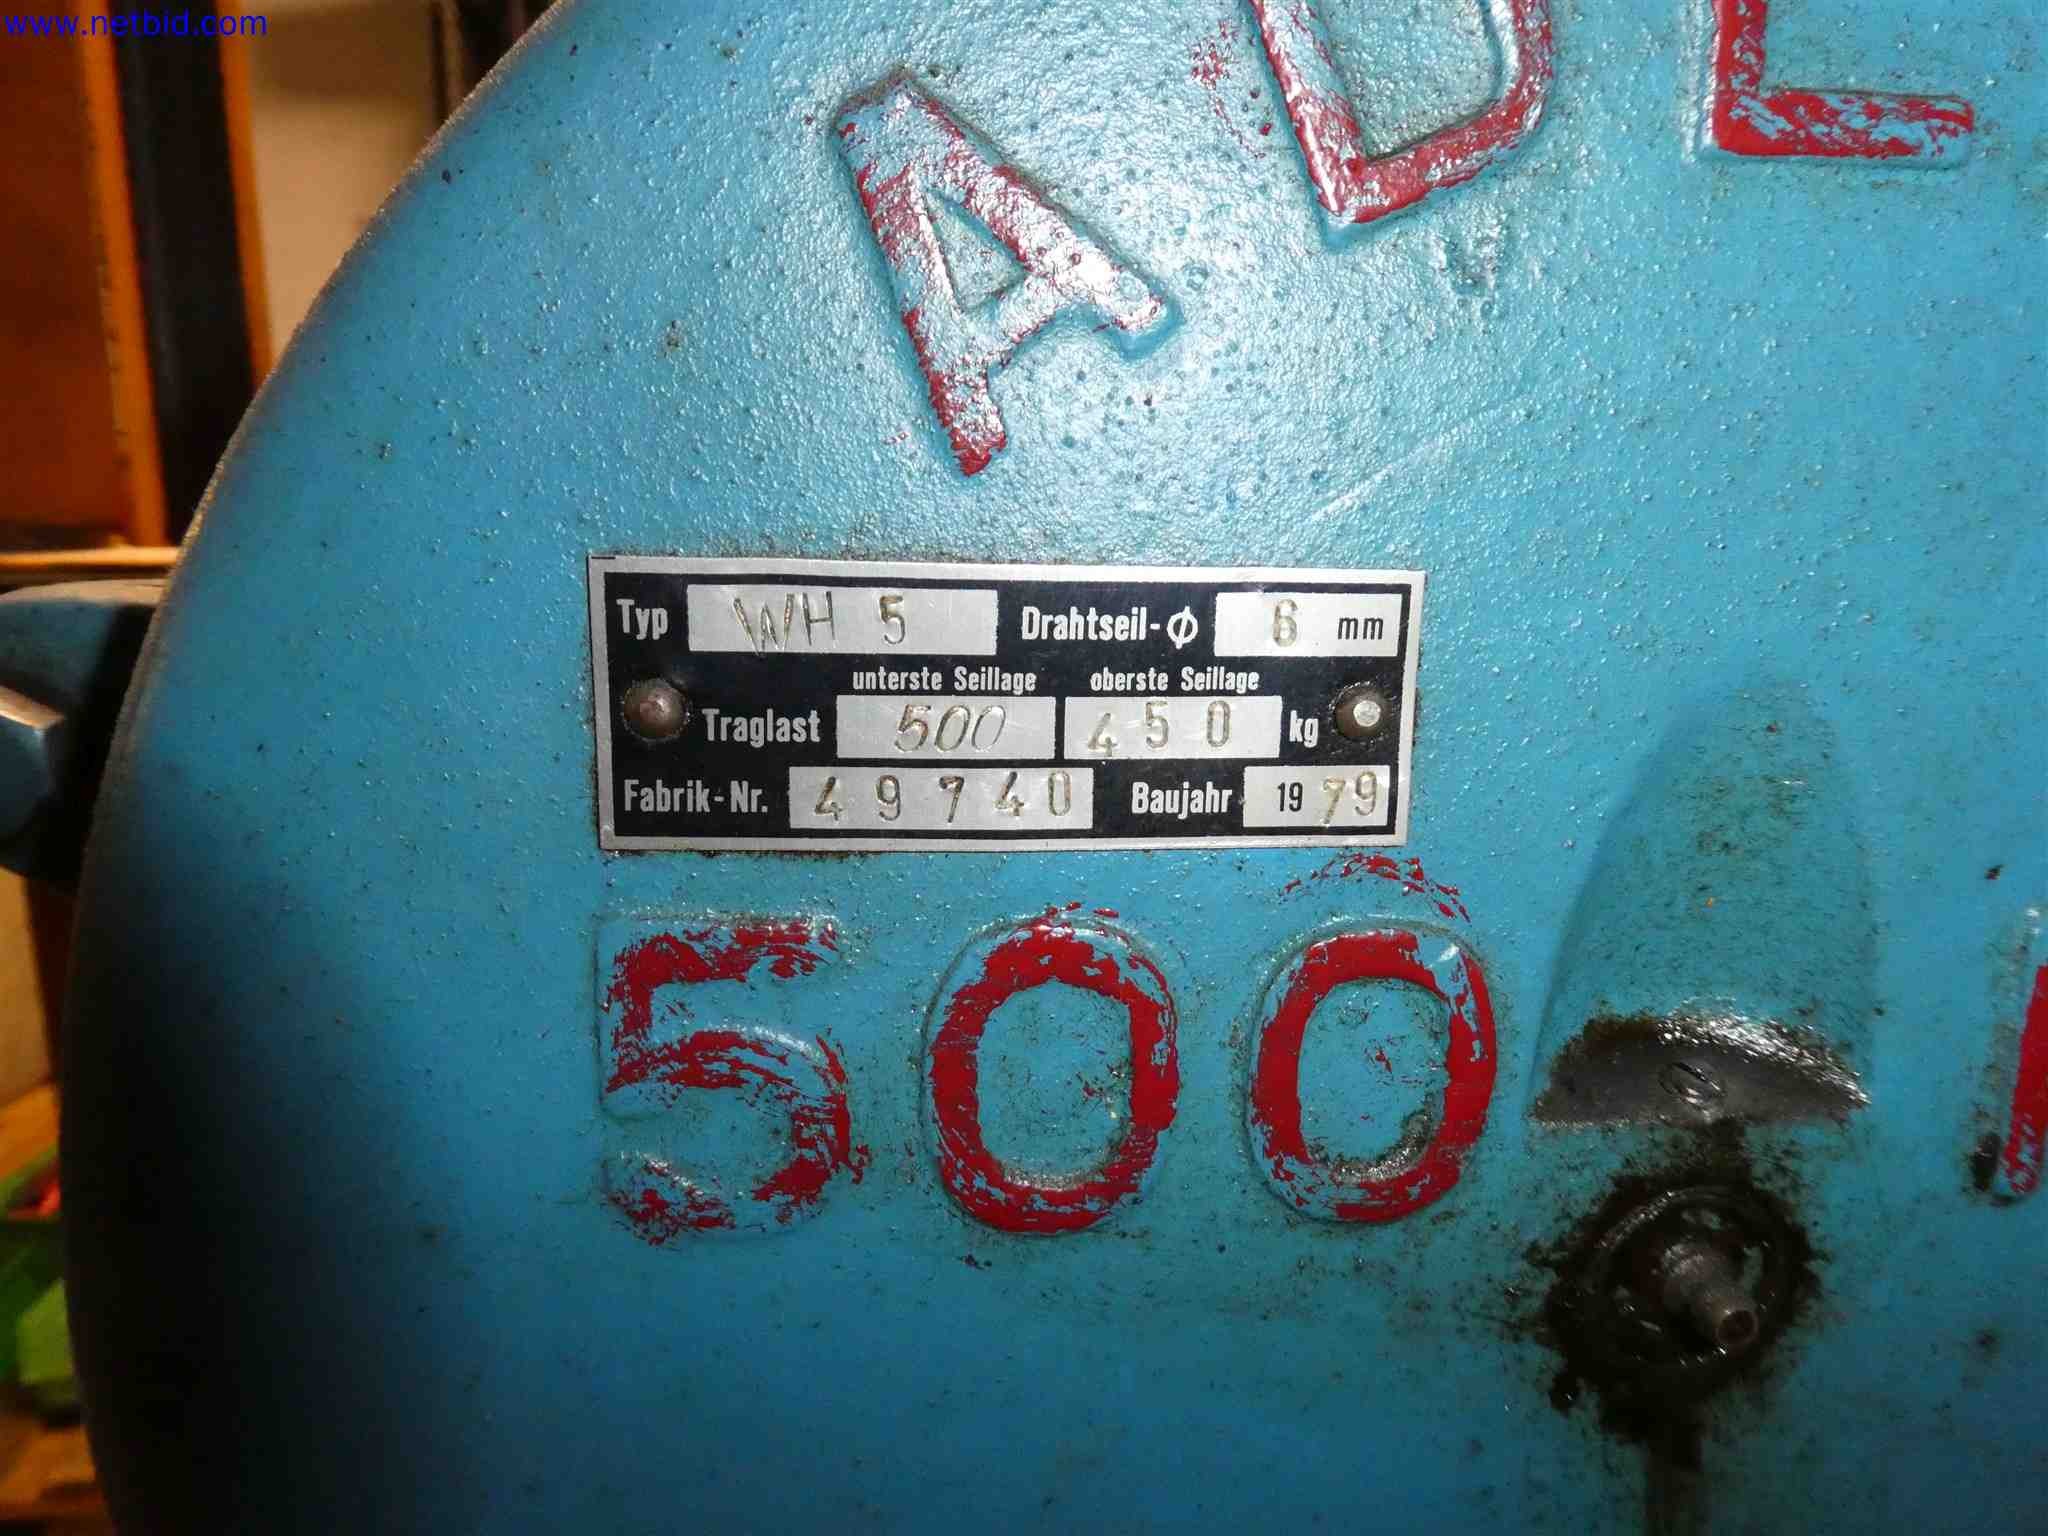 www.netbid.com
ADL
Typ WH 5 Drahtseil-Φ 6 mm
unterste Seillage oberste Seillage
Traglast 500 450 kg
Fabrik-Nr. 49740 Baujahr 1979
500